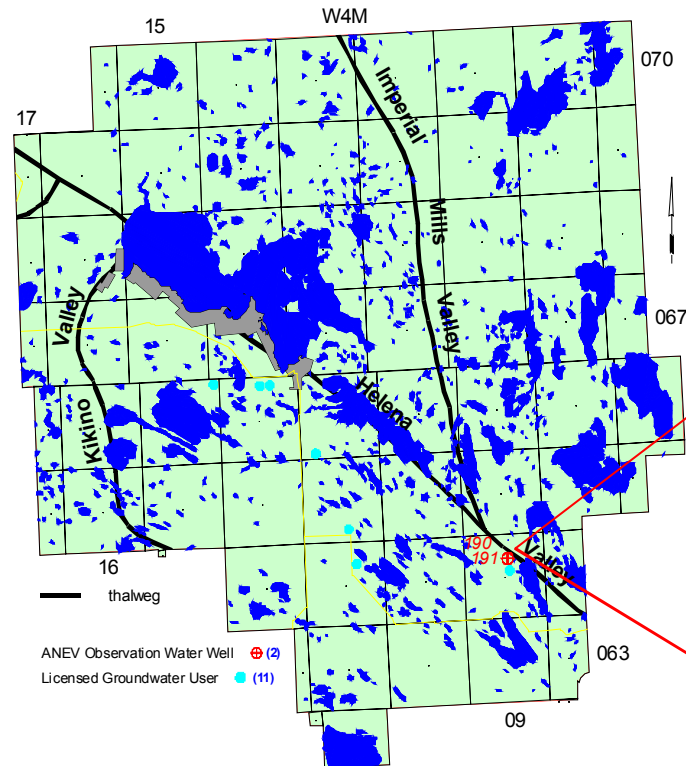 W4M
15
070
17
Imperial
Mills
Valley
067
Valley
Kikino
Helena
Valley
190
191
16
thalweg
ANEV Observation Water Well (2)
Licensed Groundwater User (11)
063
09